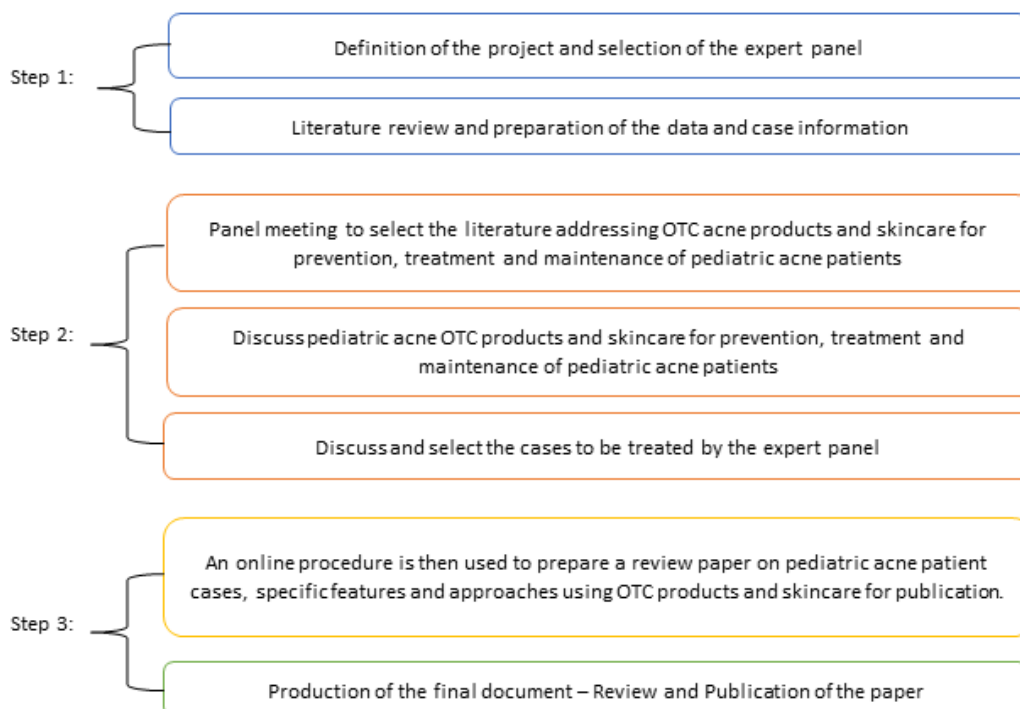 Step 1:
Definition of the project and selection of the expert panel
Literature review and preparation of the data and case information
Step 2:
Panel meeting to select the literature addressing OTC acne products and skincare for
prevention, treatment and maintenance of pediatric acne patients
Discuss pediatric acne OTC products and skincare for prevention, treatment and
maintenance of pediatric acne patients
Discuss and select the cases to be treated by the expert panel
Step 3:
An online procedure is then used to prepare a review paper on pediatric acne patient
cases, specific features and approaches using OTC products and skincare for publication.
Production of the final document – Review and Publication of the paper